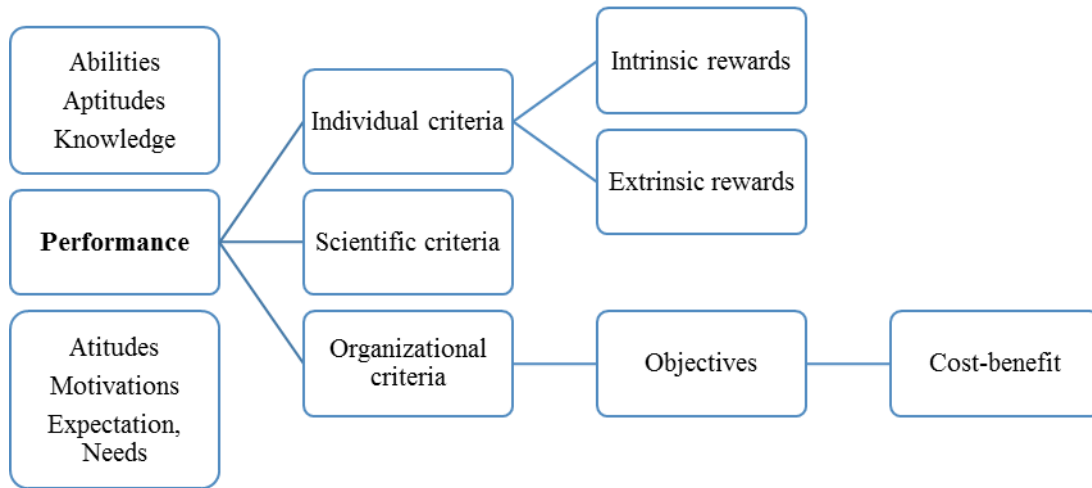 Abilities
Aptitudes
Knowledge
Performance
Atitudes
Motivations
Expectation,
Needs
Individual criteria
Scientific criteria
Organizational
criteria
Intrinsic rewards
Extrinsic rewards
Objectives
Cost-benefit